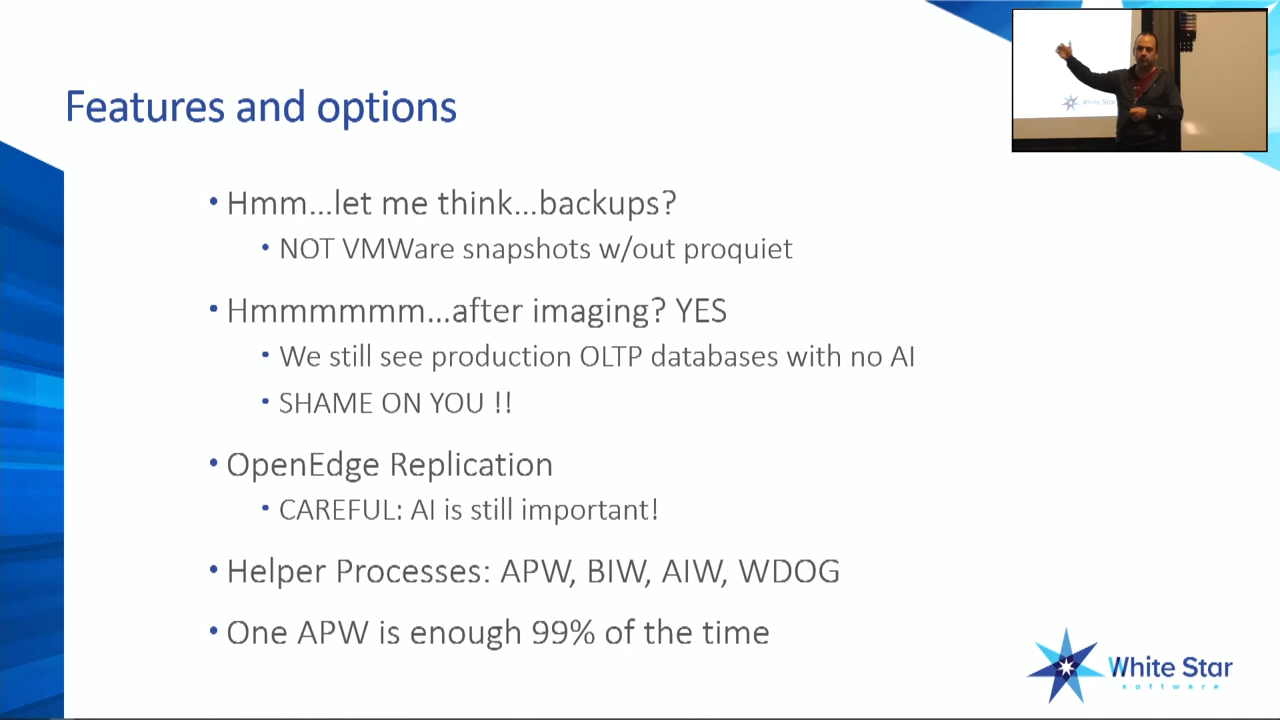 Features and options
• Hmm...let me think...backups?
• NOT VMWare snapshots w/out proquiet
• Hmmmmmm...after imaging? YES
• We still see production OLTP databases with no AI
• SHAME ON YOU !!
• OpenEdge Replication
• CAREFUL: AI is still important!
• Helper Processes: APW, BIW, AIW, WDOG
• One APW is enough 99% of the time
White Star
software
White Star